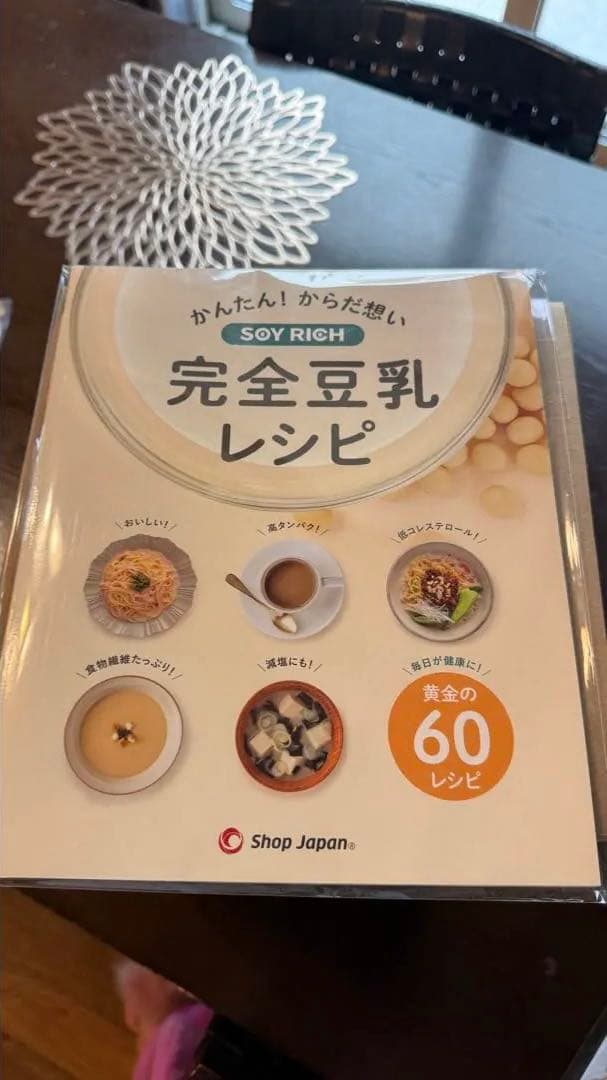 かんたん！からだ想い
SOY RICH
完全豆乳
レシピ
おいしい！
高タンパク！
低コレステロール！
食物繊維たっぷり！
減塩にも！
毎日が健康に！
黄金の
60
レシピ
Shop Japan®